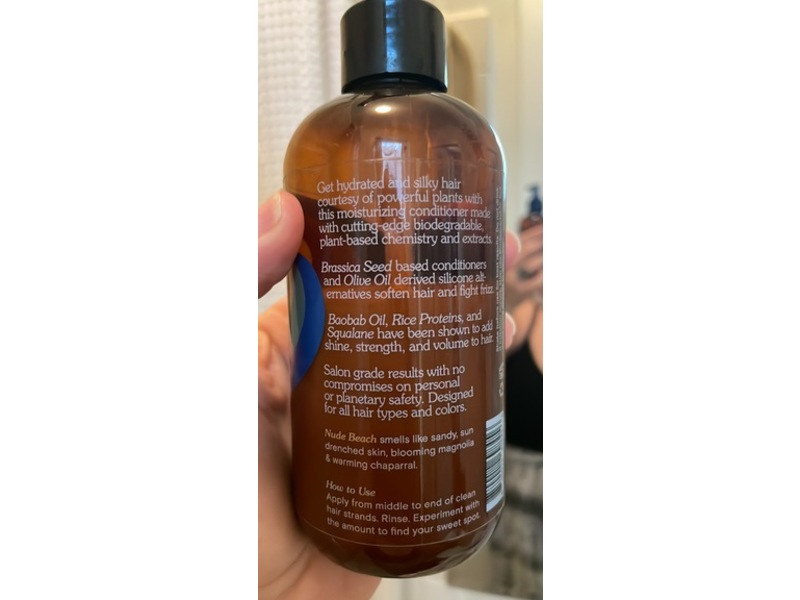 Get hydrated and silky hair
courtesy of powerful plants with
this moisturizing conditioner made
with cutting-edge biodegradable,
plant-based chemistry and extracts.
Brassica Seed based conditioners
and Olive Oil derived silicone alt-
ernatives soften hair and fight frizz.
Baobab Oil, Rice Proteins, and
Squalane have been shown to add
shine, strength, and volume to hair.
Salon grade results with no
compromises on personal
or planetary safety. Designed
for all hair types and colors.
Nude Beach smells like sandy, sun
drenched skin, blooming magnolia
& warming chaparral.
How to Use
Apply from middle to end of clean
hair strands. Rinse. Experiment with
the amount to find your sweet spot.